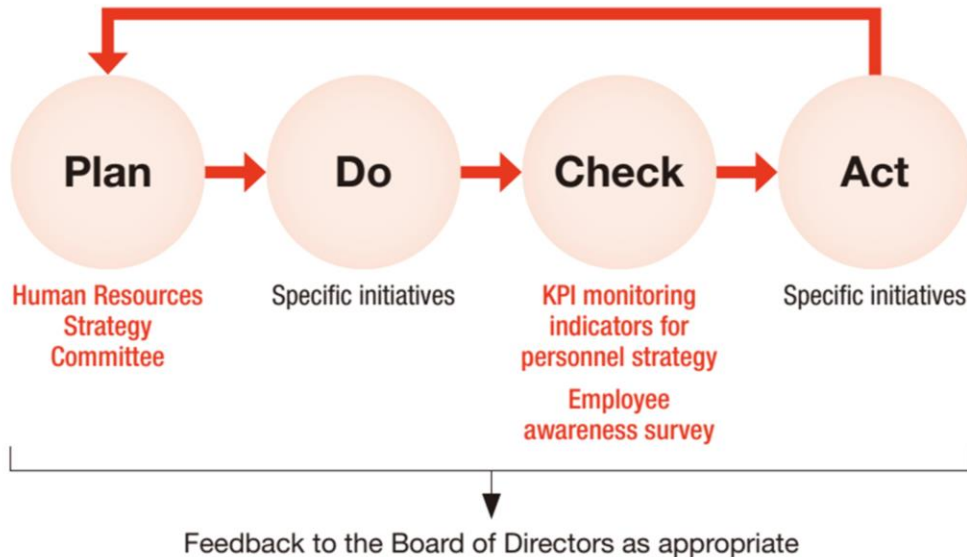 Plan
Do
Check
Act
Human Resources
Strategy
Committee
Specific initiatives
KPI monitoring
indicators for
personnel strategy
Employee
awareness survey
Specific initiatives
Feedback to the Board of Directors as appropriate